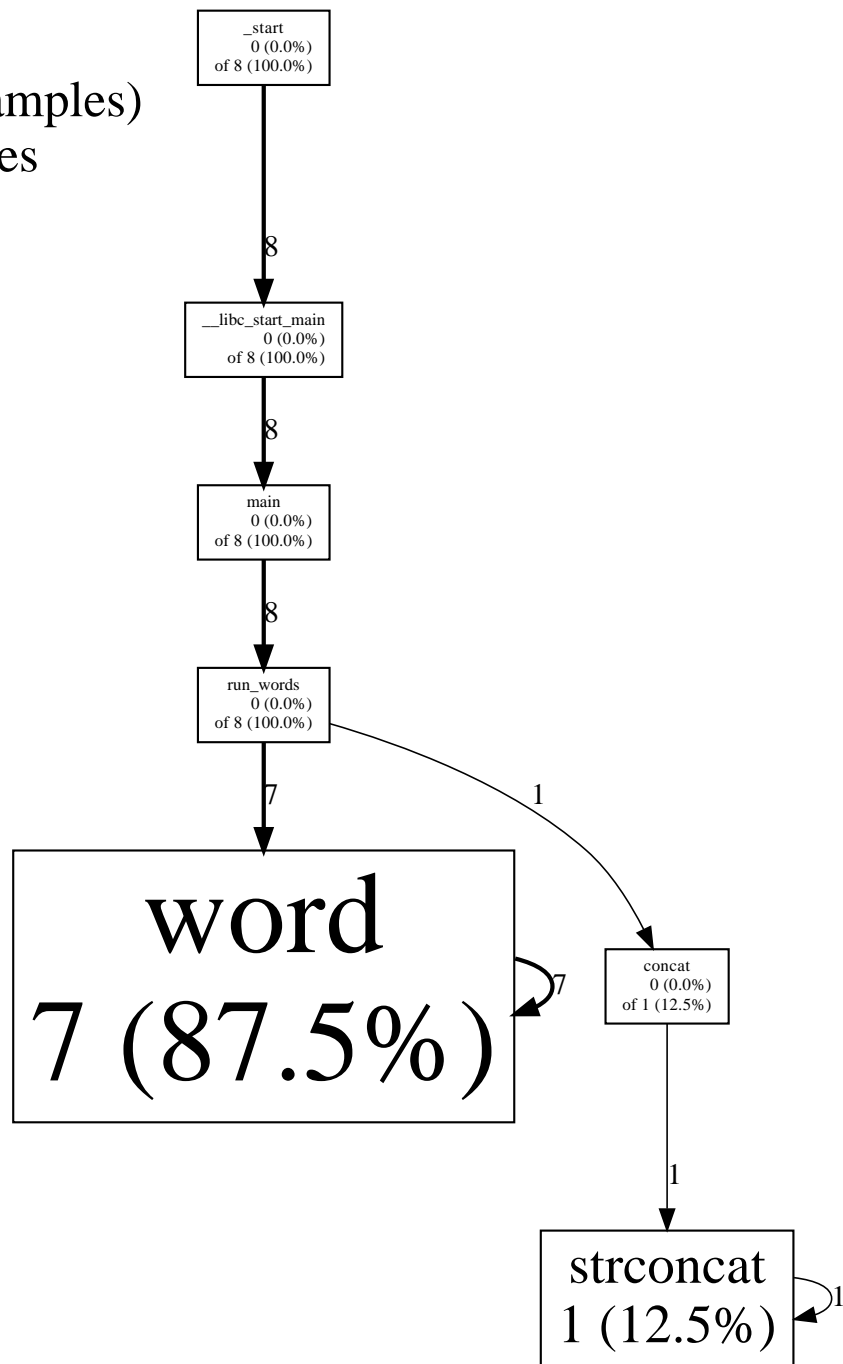 _start
0 (0.0%)
of 8 (100.0%)
8
__libc_start_main
0 (0.0%)
of 8 (100.0%)
8
main
0 (0.0%)
of 8 (100.0%)
8
run_words
0 (0.0%)
of 8 (100.0%)
7
1
word
7 (87.5%)
7
concat
0 (0.0%)
of 1 (12.5%)
1
strconcat
1 (12.5%)
1